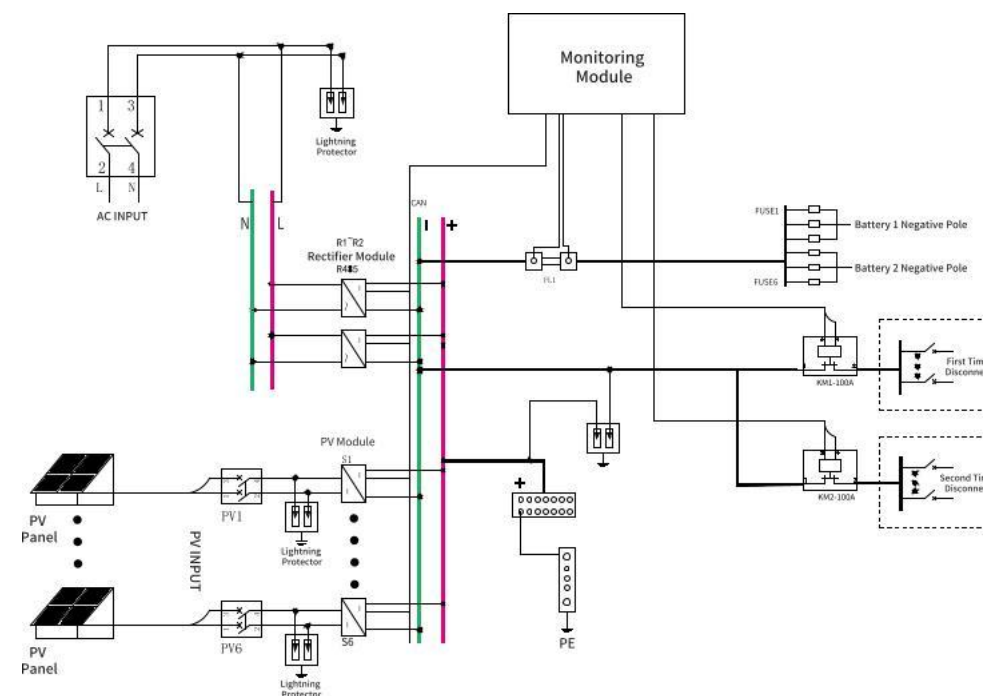 Monitoring
Module
1 3
Lightning
Protector
2 4
L N
AC INPUT
CAN
N L
R1~R2
Rectifier Module
FUSE1
Battery 1 Negative Pole
Battery 2 Negative Pole
FUSE6
FL1
KM1-100A
First Tim
Disconne
PV Module
S1
+
KM2-100A
Second Tim
Disconne
PV
Panel
PV1
Lightning
Protector
PV INPUT
PE
PV
Panel
PV6
S6
Lightning
Protector
- +